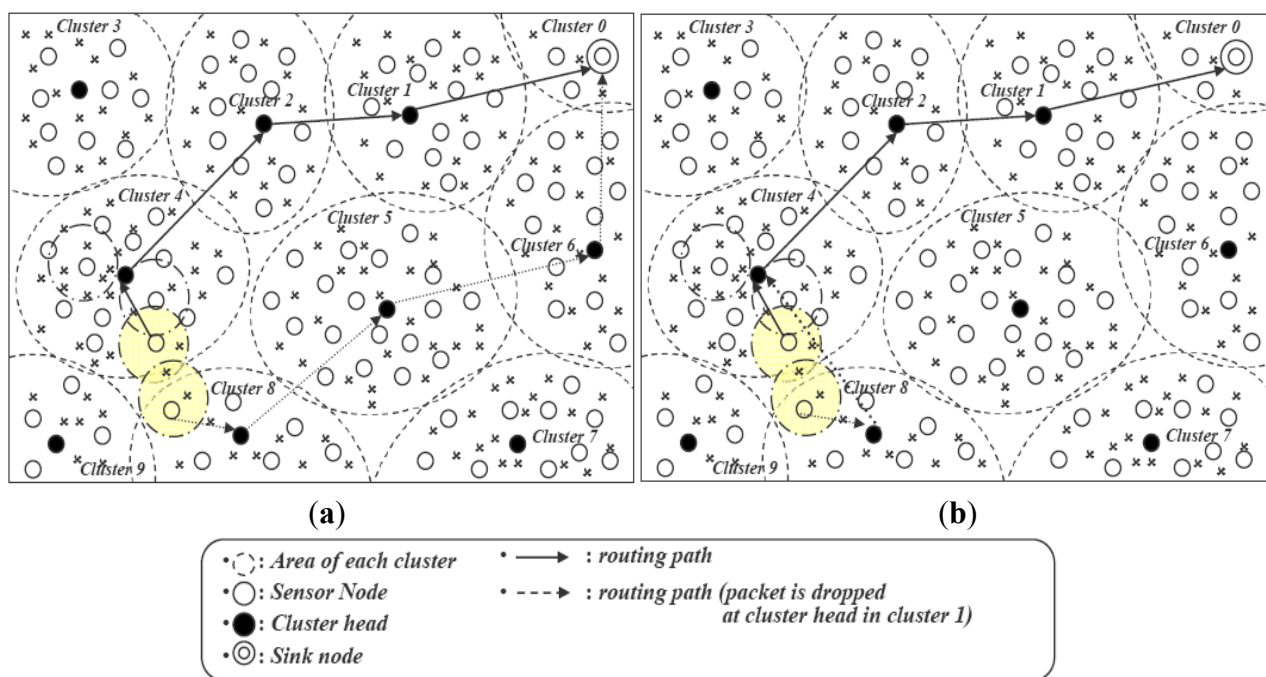 Cluster 3
Cluster 0
Cluster 1
Cluster 2
Cluster 4
Cluster 5
Cluster 6
Cluster 8
Cluster 7
Cluster 9
(a)
Cluster 3
Cluster 0
Cluster 1
Cluster 2
Cluster 4
Cluster 5
Cluster 6
Cluster 8
Cluster 7
Cluster 9
(b)
: Area of each cluster
: Sensor Node
: Cluster head
: Sink node
: routing path
: routing path (packet is dropped
at cluster head in cluster 1)